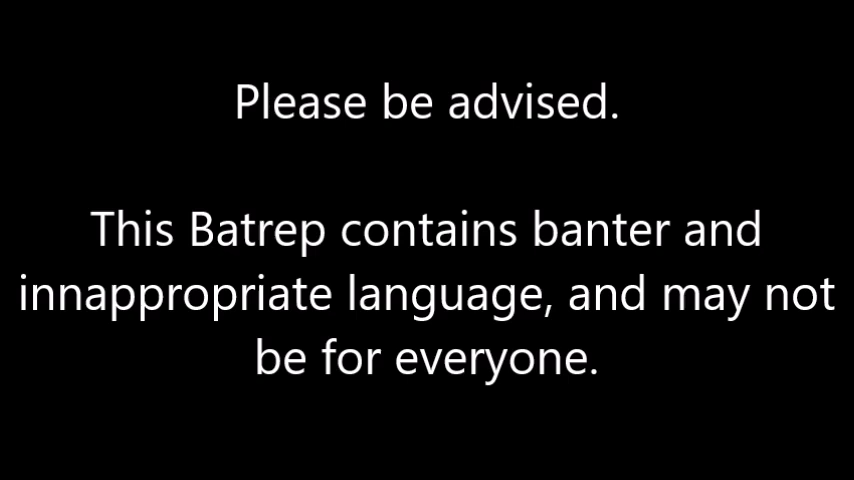 Please be advised.
This Batrep contains banter and
innappropriate language, and may not
be for everyone.